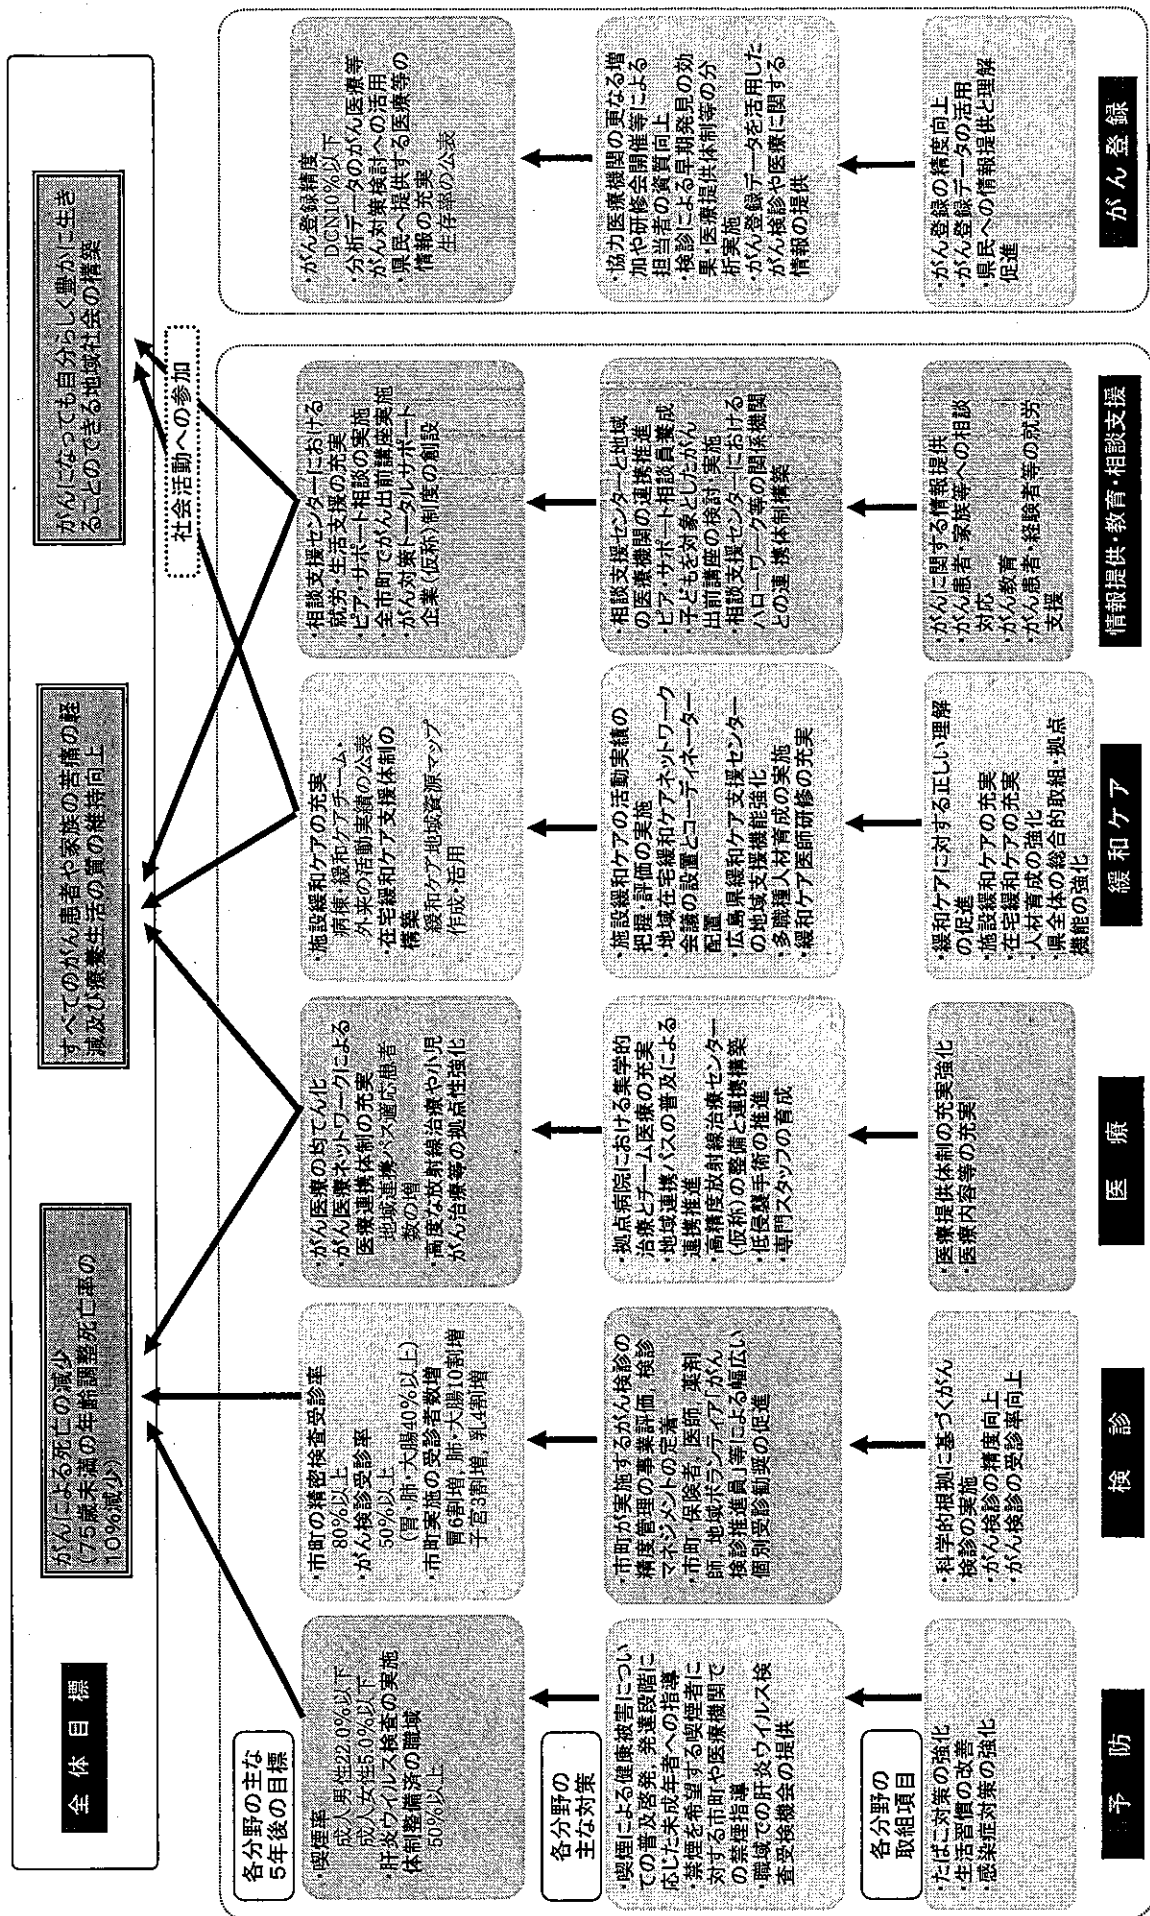 全体目標
がんによる死亡の減少
(75歳未満の年齢調整死亡率の
10%減少)
すべてのがん患者や家族の苦痛の軽
減及び療養生活の質の維持向上
がんになっても自分らしく豊かに生き
ることのできる地域社会の構築
社会活動への参加
各分野の主な
5年後の目標
・喫煙率
成人男性22.0%以下
成人女性5.0%以下
・肝炎ウイルス検査の実施
体制整備済の職域
50%以上
・市町の精密検査受診率
80%以上
・がん検診受診率
50%以上
(胃・肺・大腸40%以上)
・市町実施の受診者数増
胃6割増,肺・大腸10割増
子宮3割増,乳4割増
・がん医療の均てん化
・がん医療ネットワークによる
医療連携体制の充実
地域連携パス適応患者
数の増
・高度な放射線治療や小児
がん治療等の拠点性強化
・施設緩和ケアの充実
病棟・緩和ケアチーム・
外来の活動実績の公表
・在宅緩和ケア支援体制の
構築
緩和ケア地域資源マップ
作成・活用
・相談支援センターにおける
就労・生活支援の充実
・ピア・サポート相談の実施
・全市町でがん出前講座実施
・がん対策トータルサポート
企業(仮称)制度の創設
・がん登録精度
DCN10%以下
・分析データのがん医療等
がん対策検討への活用
・県民へ提供する医療等の
情報の充実
生存率の公表
各分野の
主な対策
・喫煙による健康被害につい
ての普及啓発,発達段階に
応じた未成年者への指導
・禁煙を希望する喫煙者に
対する市町や医療機関で
の禁煙指導
・職域での肝炎ウイルス検
査受検機会の提供
・市町が実施するがん検診の
精度管理の事業評価,検診
マネジメントの定着
・市町・保険者,医師,薬剤
師,地域ボランティア「がん
検診推進員」等による幅広い
個別受診勧奨の促進
・拠点病院における集学的
治療とチーム医療の充実
・地域連携パスの普及による
連携推進
・高精度放射線治療センター
(仮称)の整備と連携構築
・低侵襲手術の推進
・専門スタッフの育成
・施設緩和ケアの活動実績の
把握・評価の実施
・地域在宅緩和ケアネットワーク
会議の設置とコーディネーター
配置
・広島県緩和ケア支援センター
の地域支援機能強化
・多職種人材育成の実施
・緩和ケア医師研修の充実
・相談支援センターと地域
の医療機関の連携推進
・ピア・サポート相談員養成
・子どもを対象としたがん
出前講座の検討・実施
・相談支援センターにおける
ハローワーク等の関係機関
との連携体制構築
・協力医療機関の更なる増
加や研修会開催等による
担当者の資質向上
・検診による早期発見の効
果・医療提供体制等の分
析実施
・がん登録データを活用した
がん検診や医療に関する
情報の提供
各分野の
取組項目
・たばこ対策の強化
・生活習慣の改善
・感染症対策の強化
・科学的根拠に基づくがん
検診の実施
・がん検診の精度向上
・がん検診の受診率向上
・医療提供体制の充実強化
・医療内容等の充実
・緩和ケアに対する正しい理解
の促進
・施設緩和ケアの充実
・在宅緩和ケアの充実
・人材育成の強化
・県全体の総合的取組・拠点
機能の強化
・がんに関する情報提供
・がん患者・家族等への相談
対応
・がん教育
・がん患者・経験者等の就労
支援
・がん登録の精度向上
・がん登録データの活用
・県民への情報提供と理解
促進
予防
検診
医療
緩和ケア
情報提供・教育・相談支援
がん登録